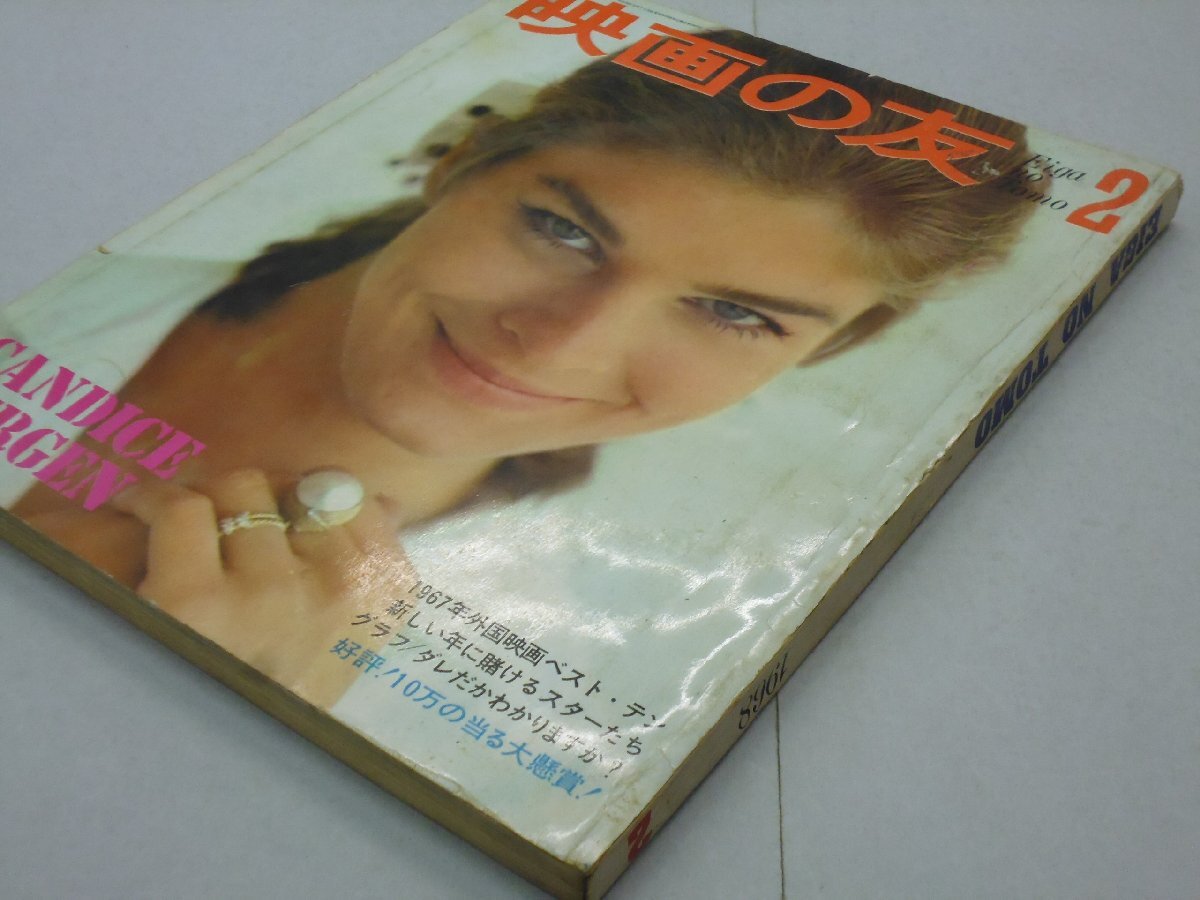 映画の友
Eiga
no
Tomo
2
CANDICE
BERGEN
1967年外国映画ベスト・テン
新しい年に賭けるスターたち
グラフ/ダレだかわかりますか?
好評!10万の当る大懸賞!
EIGA NO TOMO
1968
2